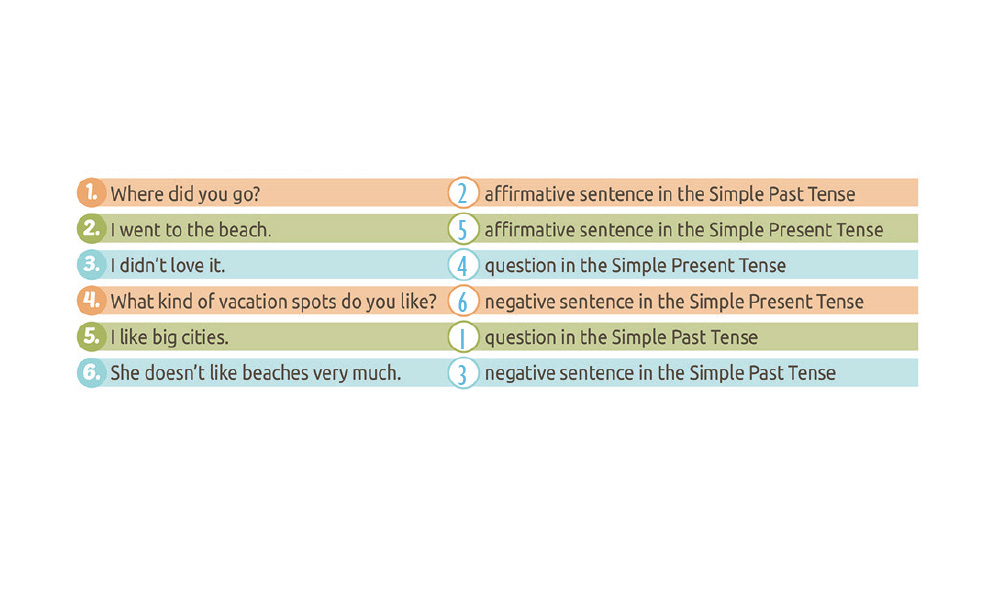 1. Where did you go? 2 affirmative sentence in the Simple Past Tense
2. I went to the beach. 5 affirmative sentence in the Simple Present Tense
3. I didn't love it. 4 question in the Simple Present Tense
4. What kind of vacation spots do you like? 6 negative sentence in the Simple Present Tense
5. I like big cities. 1 question in the Simple Past Tense
6. She doesn't like beaches very much. 3 negative sentence in the Simple Past Tense